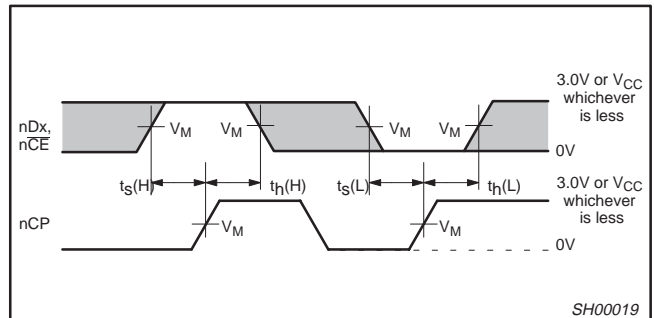 3.0V or VCC
whichever
is less
nDx,
nCE
VM
VM
VM
VM
0V
ts(H)
th(H)
ts(L)
th(L)
3.0V or VCC
whichever
is less
nCP
VM
VM
0V
SH00019